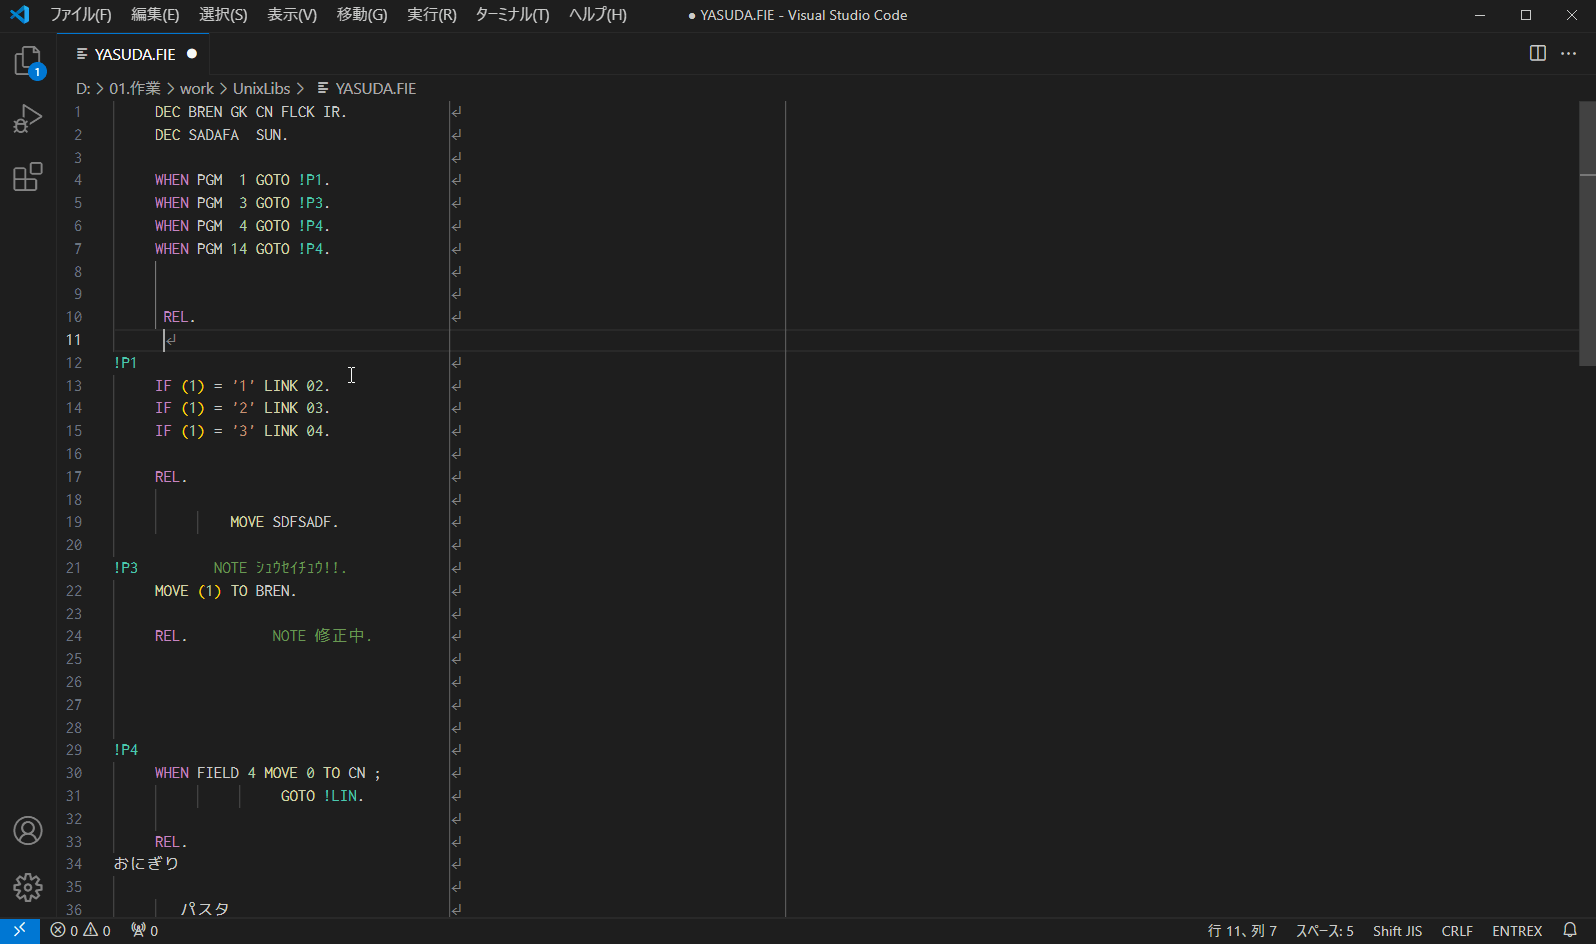 ファイル(F) 編集(E) 選択(S) 表示(V) 移動(G) 実行(R) ターミナル(T) ヘルプ(H) ● YASUDA.FIE - Visual Studio Code
YASUDA.FIE ●
1
D: > 01.作業 > work > UnixLibs > YASUDA.FIE
1 DEC BREN GK CN FLCK IR.
2 DEC SADAFA  SUN.
3
4 WHEN PGM  1 GOTO !P1.
5 WHEN PGM  3 GOTO !P3.
6 WHEN PGM  4 GOTO !P4.
7 WHEN PGM 14 GOTO !P4.
8
9
10 REL.
11
12 !P1
13 IF (1) = '1' LINK 02.
14 IF (1) = '2' LINK 03.
15 IF (1) = '3' LINK 04.
16
17 REL.
18
19 MOVE SDFSADF.
20
21 !P3 NOTE ｼｭｳｾｲﾁｭｳ!!.
22 MOVE (1) TO BREN.
23
24 REL. NOTE 修正中.
25
26
27
28
29 !P4
30 WHEN FIELD 4 MOVE 0 TO CN ;
31 GOTO !LIN.
32
33 REL.
34 おにぎり
35
36 パスタ
0 0 0 行 11、列 7 スペース: 5 Shift JIS CRLF ENTREX